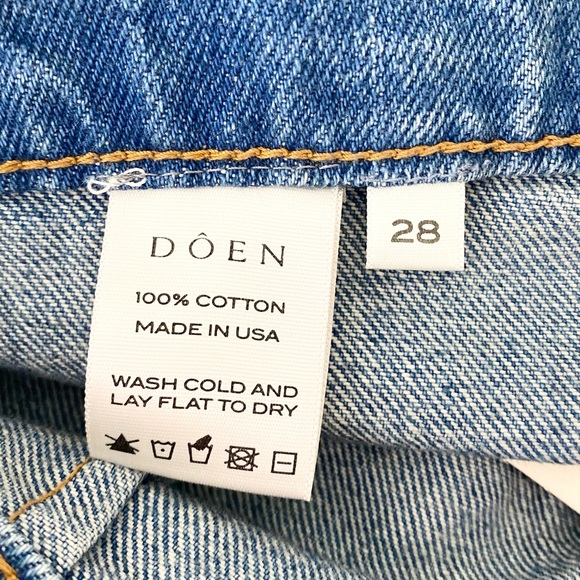 DÔEN
28
100% COTTON
MADE IN USA
WASH COLD AND
LAY FLAT TO DRY